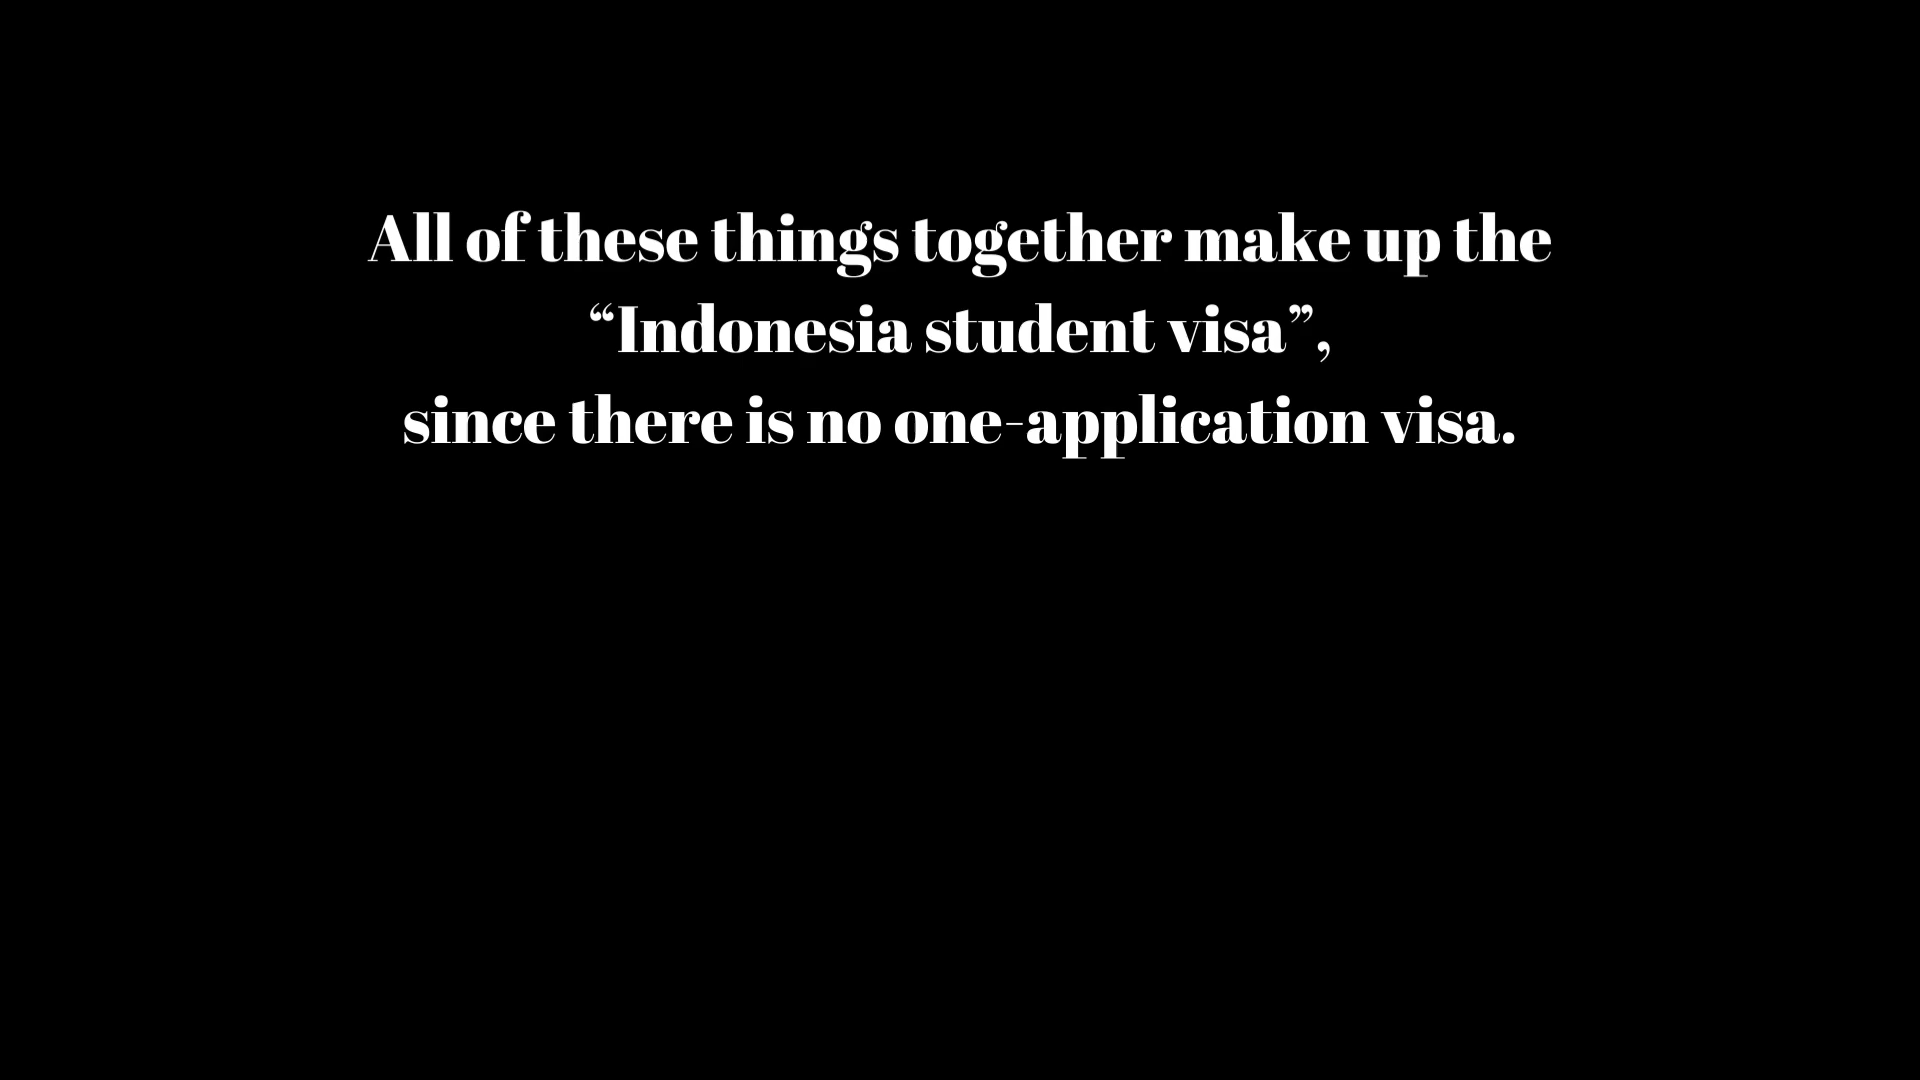 All of these things together make up the
“Indonesia student visa”,
since there is no one-application visa.